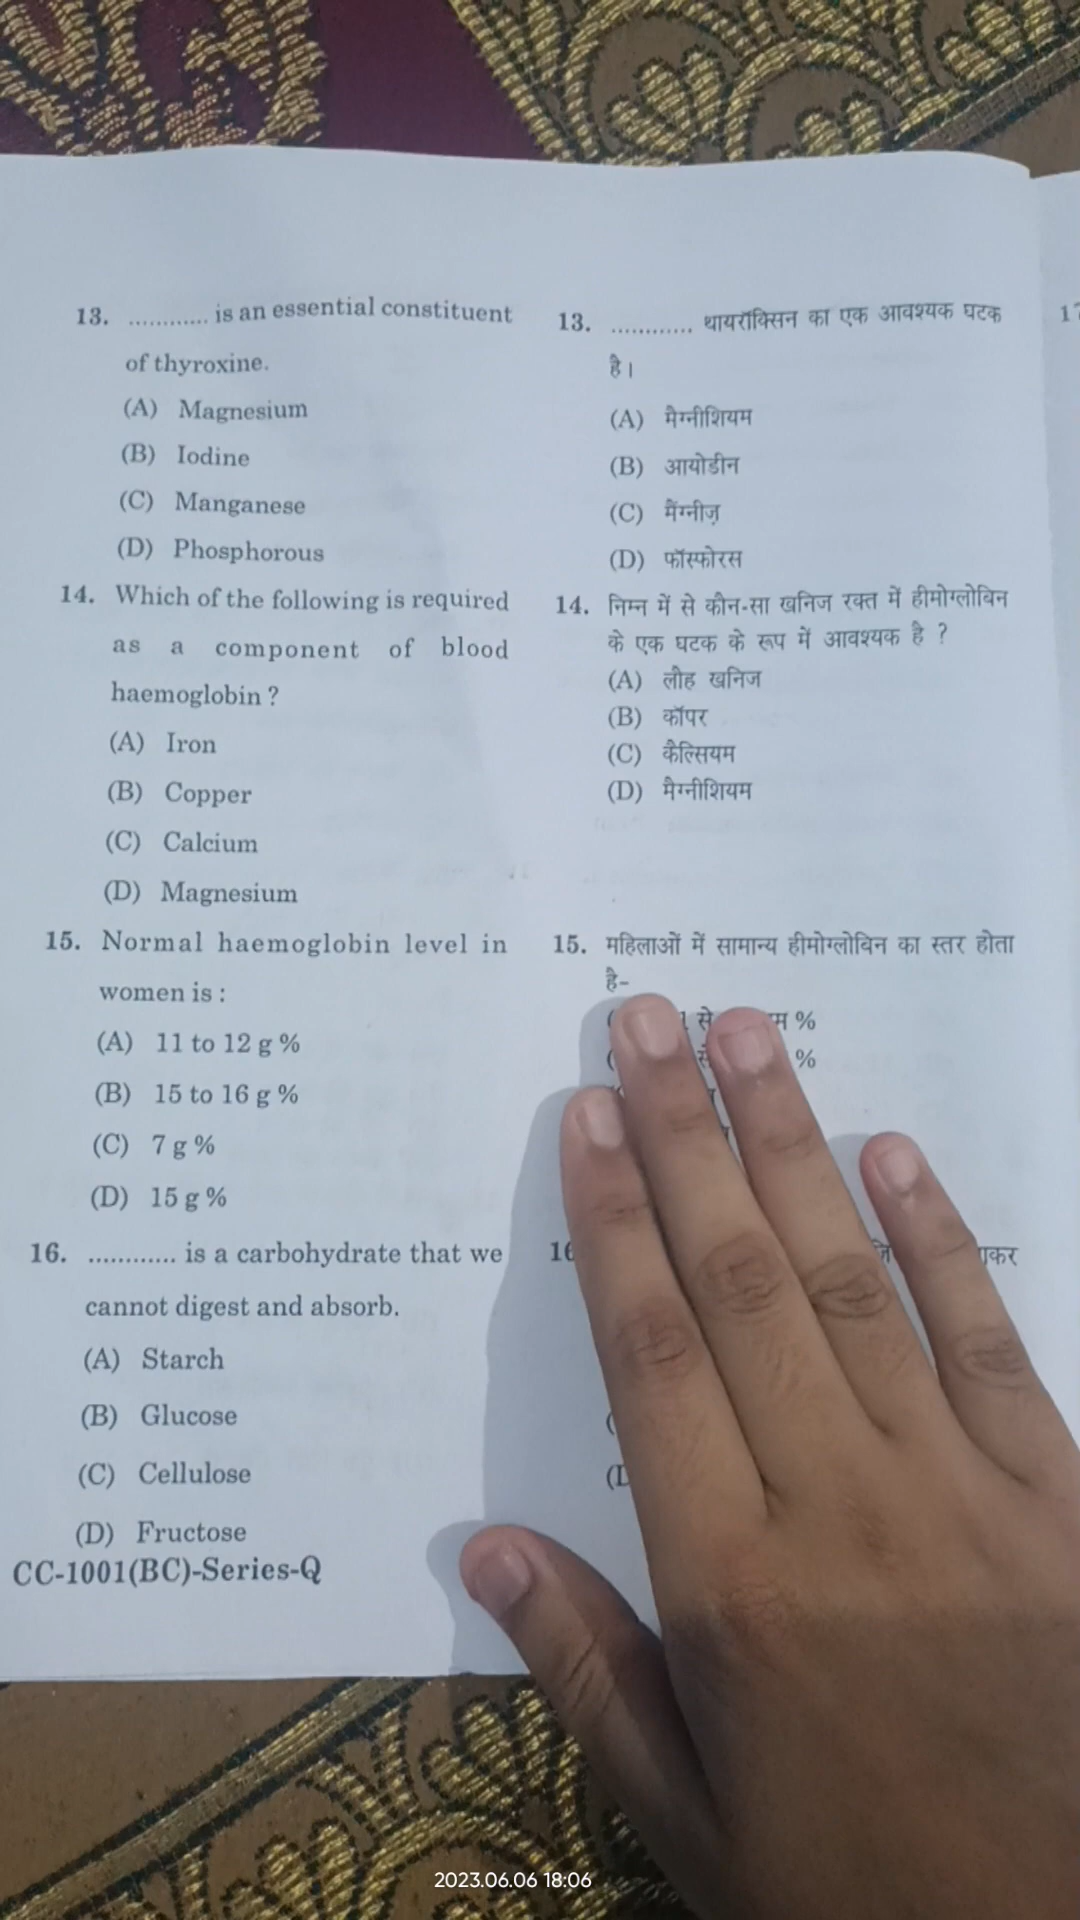 13. ............ is an essential constituent
of thyroxine.
(A) Magnesium
(B) Iodine
(C) Manganese
(D) Phosphorous
14. Which of the following is required
as a component of blood
haemoglobin ?
(A) Iron
(B) Copper
(C) Calcium
(D) Magnesium
15. Normal haemoglobin level in
women is :
(A) 11 to 12 g %
(B) 15 to 16 g %
(C) 7 g %
(D) 15 g %
16. ............ is a carbohydrate that we
cannot digest and absorb.
(A) Starch
(B) Glucose
(C) Cellulose
(D) Fructose
CC-1001(BC)-Series-Q
13. ............ थायरॉक्सिन का एक आवश्यक घटक
है।
(A) मैग्नीशियम
(B) आयोडीन
(C) मैंग्नीज़
(D) फॉस्फोरस
14. निम्न में से कौन-सा खनिज रक्त में हीमोग्लोबिन
के एक घटक के रूप में आवश्यक है ?
(A) लौह खनिज
(B) कॉपर
(C) कैल्सियम
(D) मैग्नीशियम
15. महिलाओं में सामान्य हीमोग्लोबिन का स्तर होता
है-
से %
%
2023.06.06 18:06